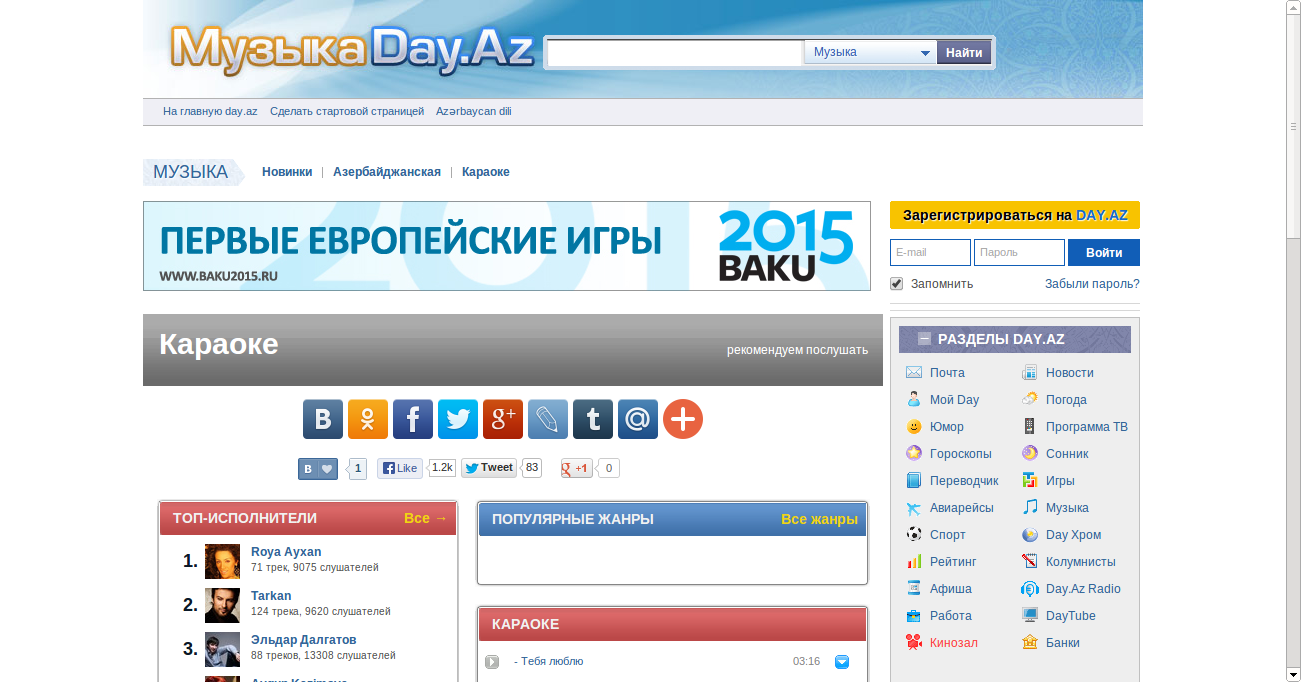 МузыкаDay.Az
Музыка
Найти
На главную day.az Сделать стартовой страницей Azərbaycan dili
МУЗЫКА
Новинки | Азербайджанская | Караоке
ПЕРВЫЕ ЕВРОПЕЙСКИЕ ИГРЫ
WWW.BAKU2015.RU
2015
BAKU
Зарегистрироваться на DAY.AZ
E-mail
Пароль
Войти
Запомнить
Забыли пароль?
Караоке
рекомендуем послушать
В 1
Like 1.2k
Tweet 83
g +1 0
РАЗДЕЛЫ DAY.AZ
Почта
Новости
Мой Day
Погода
Юмор
Программа ТВ
Гороскопы
Сонник
Переводчик
Игры
Авиарейсы
Музыка
Спорт
Day Хром
Рейтинг
Колумнисты
Афиша
Day.Az Radio
Работа
DayTube
Кинозал
Банки
ТОП-ИСПОЛНИТЕЛИ
Все →
1. Roya Ayxan
71 трек, 9075 слушателей
2. Tarkan
124 трека, 9620 слушателей
3. Эльдар Далгатов
88 треков, 13308 слушателей
ПОПУЛЯРНЫЕ ЖАНРЫ
Все жанры
КАРАОКЕ
- Тебя люблю 03:16